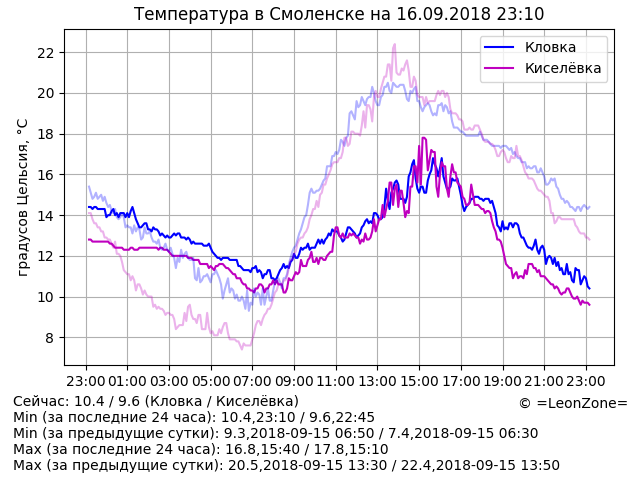 Температура в Смоленске на 16.09.2018 23:10
Кловка
Киселёвка
градусов Цельсия, °C
22
20
18
16
14
12
10
8
23:00 01:00 03:00 05:00 07:00 09:00 11:00 13:00 15:00 17:00 19:00 21:00 23:00
Сейчас: 10.4 / 9.6 (Кловка / Киселёвка)
© =LeonZone=
Min (за последние 24 часа): 10.4,23:10 / 9.6,22:45
Min (за предыдущие сутки): 9.3,2018-09-15 06:50 / 7.4,2018-09-15 06:30
Max (за последние 24 часа): 16.8,15:40 / 17.8,15:10
Max (за предыдущие сутки): 20.5,2018-09-15 13:30 / 22.4,2018-09-15 13:50